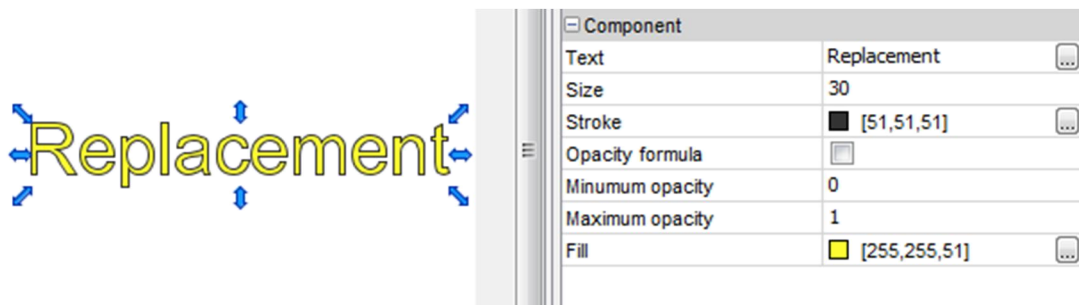 Replacement
Component
Text Replacement ...
Size 30
Stroke [51,51,51] ...
Opacity formula
Minumum opacity 0
Maximum opacity 1
Fill [255,255,51] ...